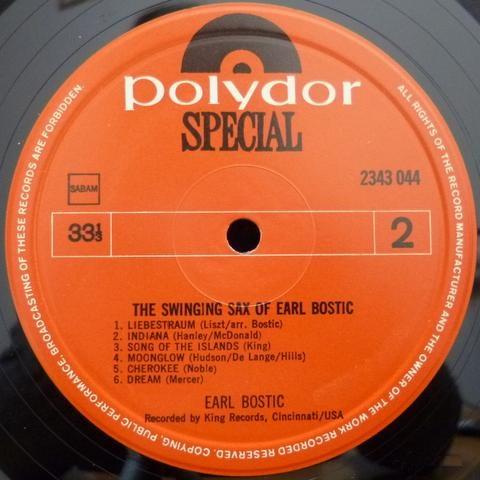 polydor
SPECIAL
SABAM
2343 044
33⅓
2
THE SWINGING SAX OF EARL BOSTIC
1. LIEBESTRAUM (Liszt/arr. Bostic)
2. INDIANA (Hanley/McDonald)
3. SONG OF THE ISLANDS (King)
4. MOONGLOW (Hudson/De Lange/Hills)
5. CHEROKEE (Noble)
6. DREAM (Mercer)
EARL BOSTIC
Recorded by King Records, Cincinnati/USA
ALL RIGHTS OF THE RECORD MANUFACTURER AND THE OWNER OF THE WORK RECORDED RESERVED. COPYING, PUBLIC PERFORMANCE, BROADCASTING OF THESE RECORDS ARE FORBIDDEN.